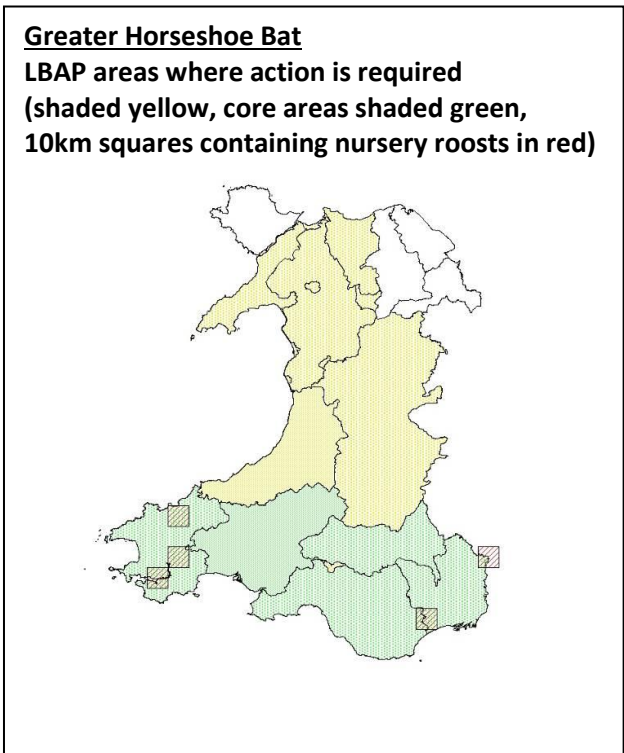 Greater Horseshoe Bat
LBAP areas where action is required
(shaded yellow, core areas shaded green,
10km squares containing nursery roosts in red)